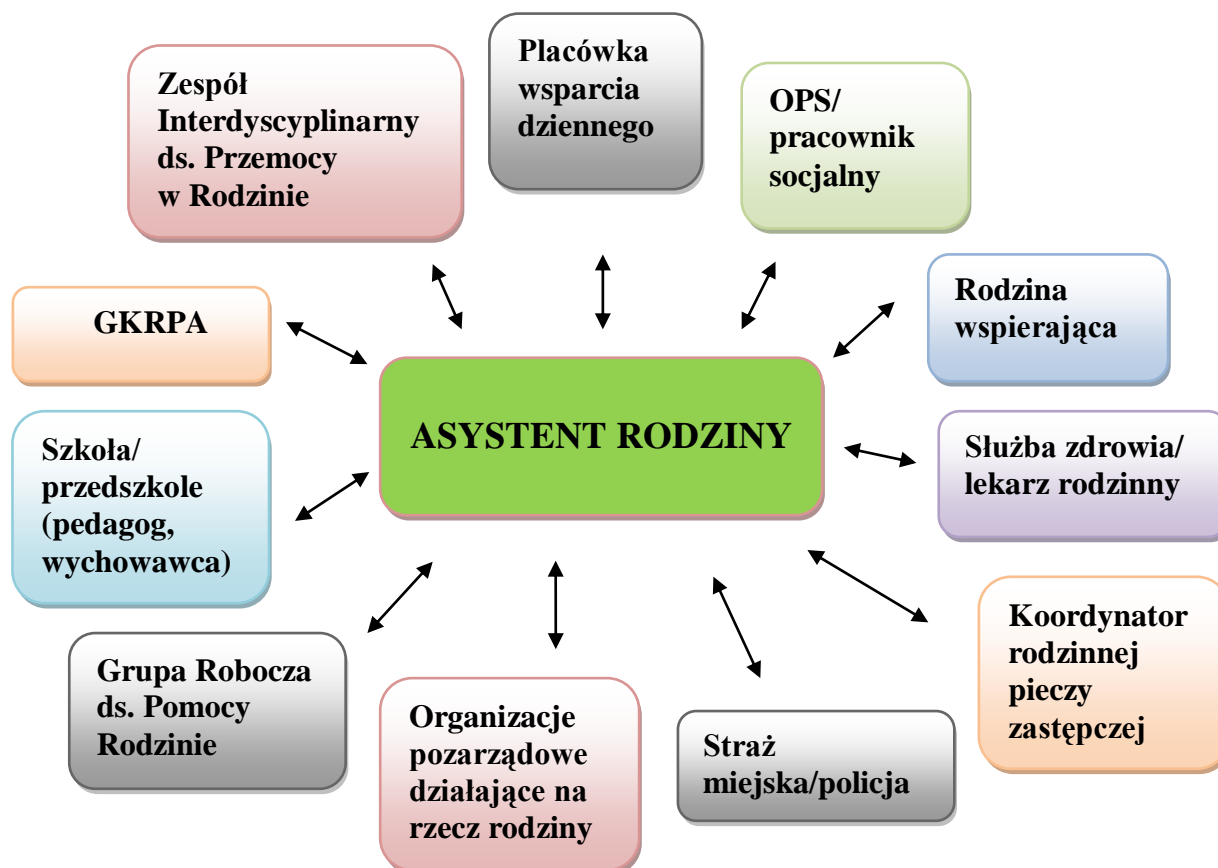 Zespół
Interdyscyplinarny
ds. Przemocy
w Rodzinie
Placówka
wsparcia
dziennego
OPS/
pracownik
socjalny
GKRPA
Rodzina
wspierająca
ASYSTENT RODZINY
Szkoła/
przedszkole
(pedagog,
wychowawca)
Służba zdrowia/
lekarz rodzinny
Grupa Robocza
ds. Pomocy
Rodzinie
Organizacje
pozarządowe
działające na
rzecz rodziny
Straż
miejska/policja
Koordynator
rodzinnej
pieczy
zastępczej